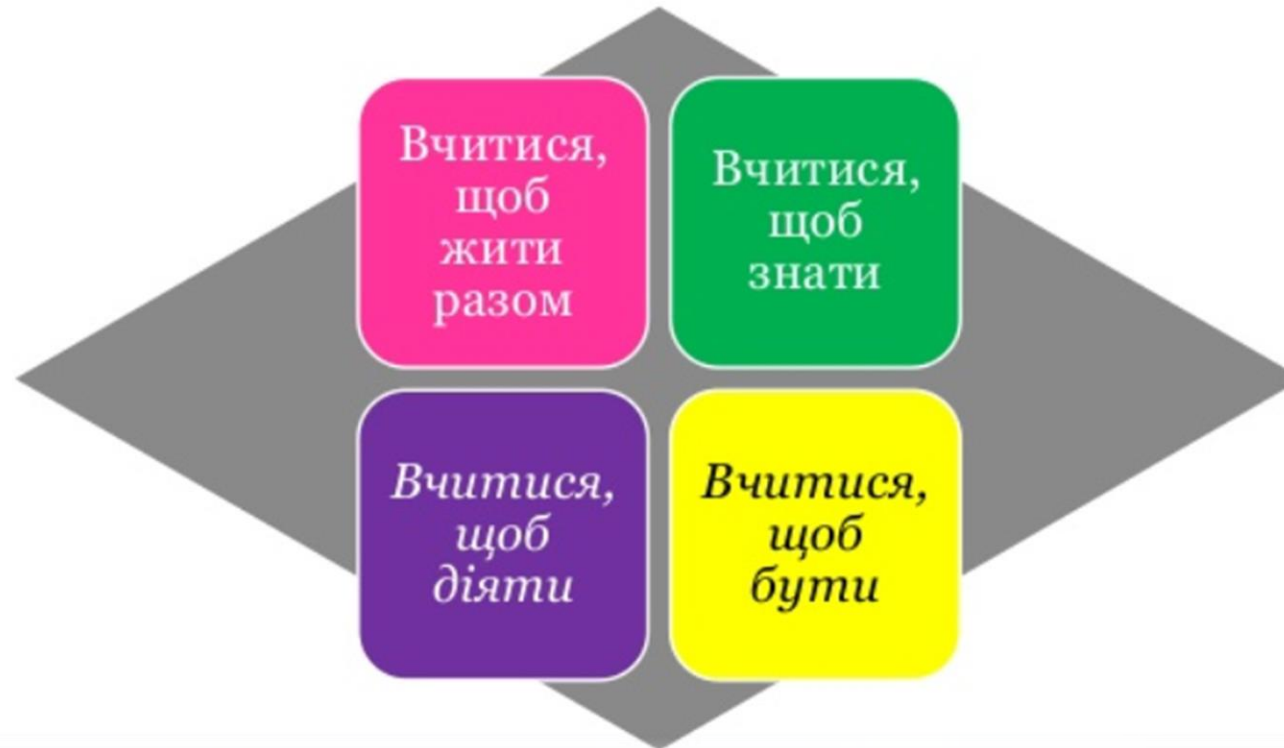 Вчитися,
щоб
жити
разом
Вчитися,
щоб
знати
Вчитися,
щоб
діяти
Вчитися,
щоб
бути